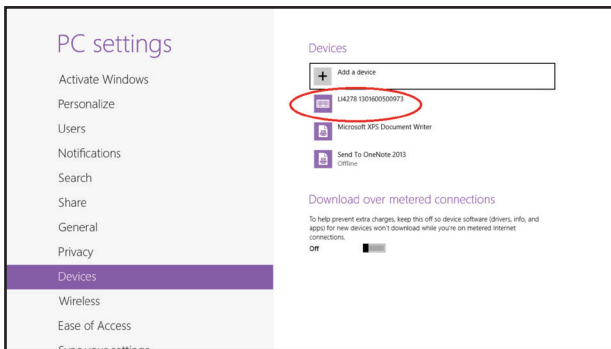 PC settings
Activate Windows
Personalize
Users
Notifications
Search
Share
General
Privacy
Devices
Wireless
Ease of Access
Sync your settings
Devices
Add a device
LI4278 1301600500973
Microsoft XPS Document Writer
Send To OneNote 2013
Offline
Download over metered connections
To help prevent extra charges, keep this off so device software (drivers, info, and
apps) for new devices won't download while you're on metered Internet
connections.
Off